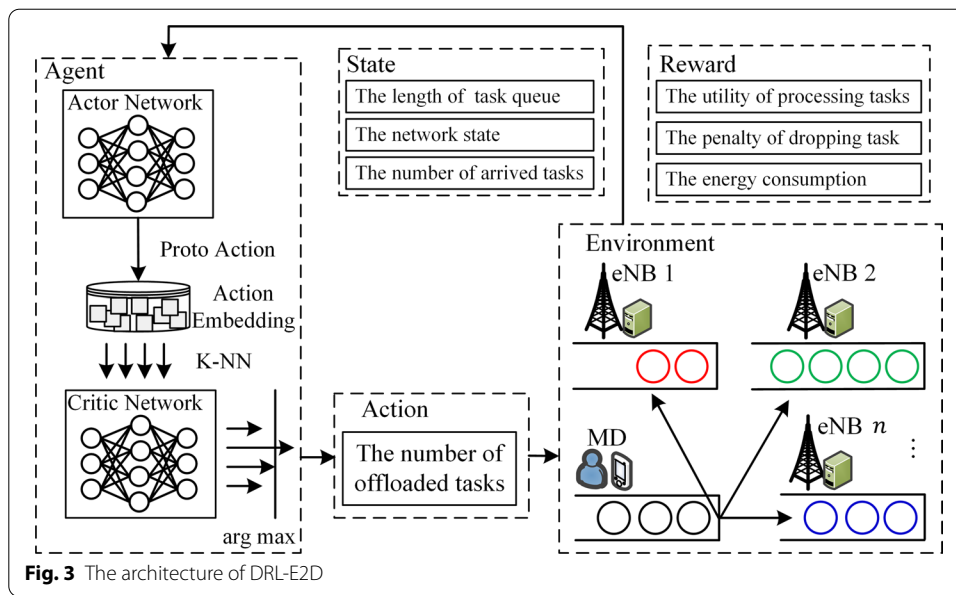 Agent
Actor Network
Proto Action
Action
Embedding
K-NN
Critic Network
arg max
State
The length of task queue
The network state
The number of arrived tasks
Reward
The utility of processing tasks
The penalty of dropping task
The energy consumption
Action
The number of
offloaded tasks
Environment
eNB 1
eNB 2
MD
eNB n
Fig. 3 The architecture of DRL-E2D